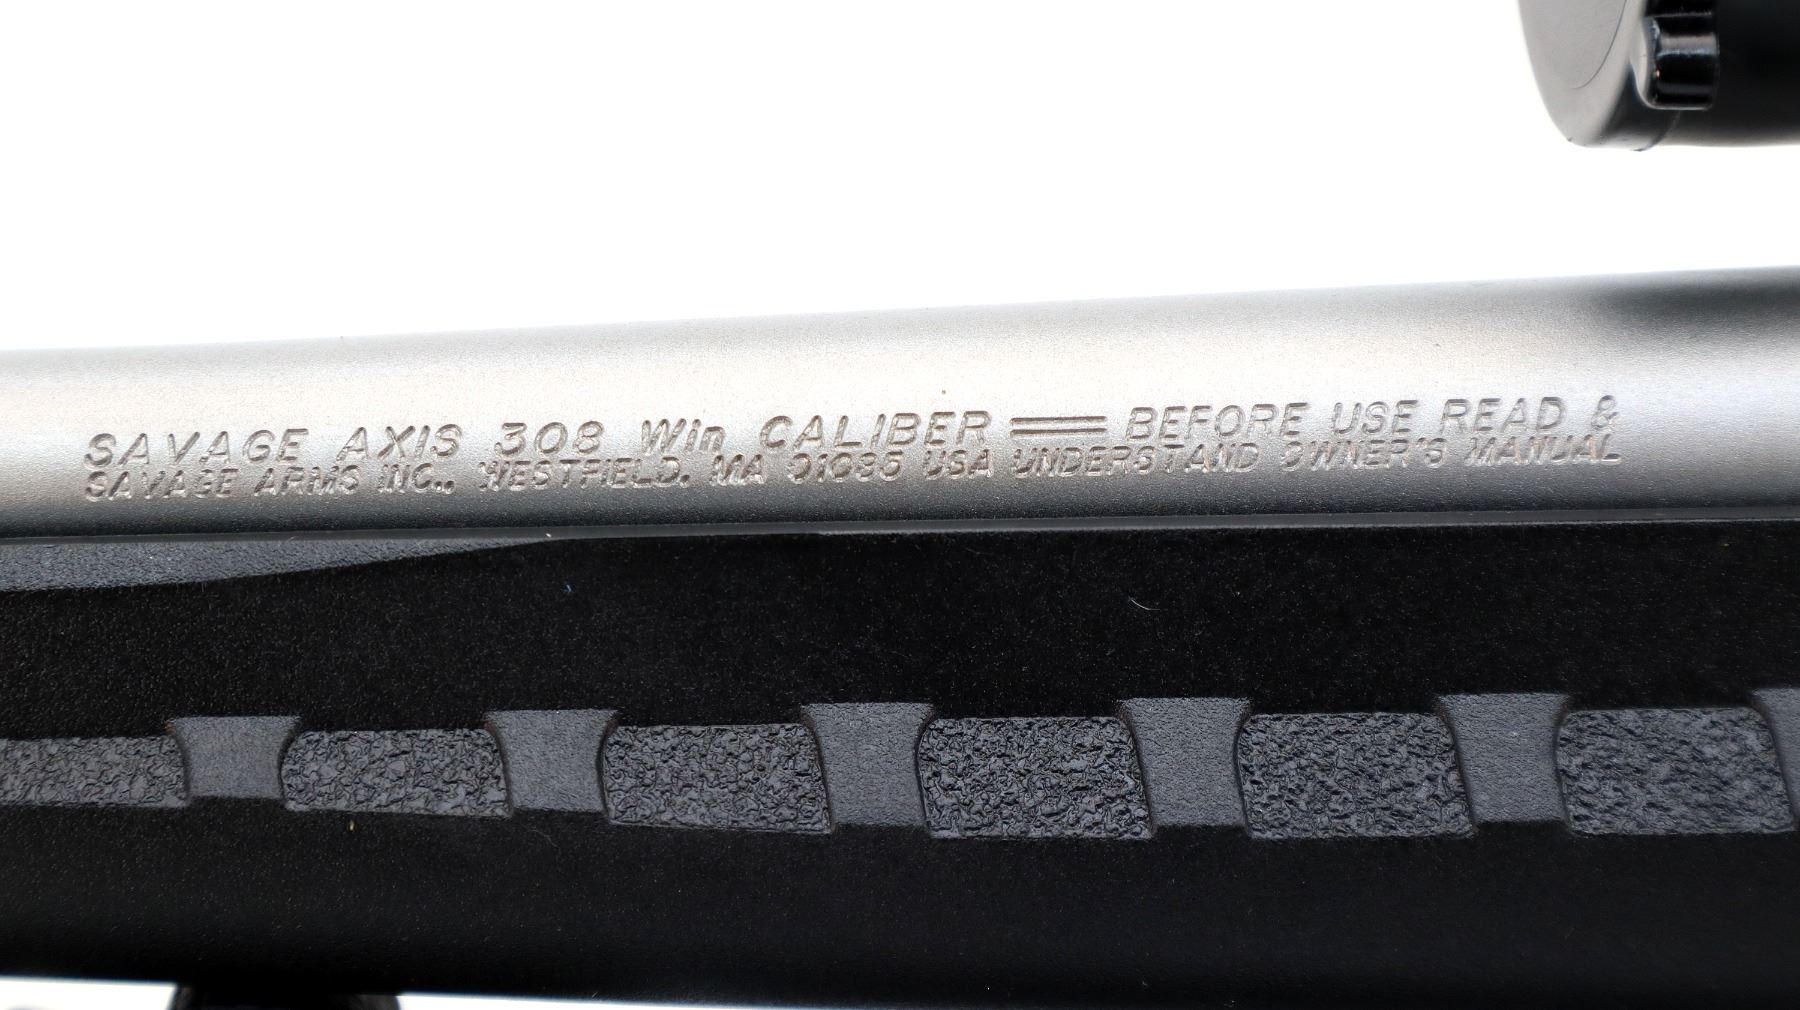 SAVAGE AXIS 308 Win CALIBER == BEFORE USE READ &
SAVAGE ARMS INC., WESTFIELD, MA 01085 USA UNDERSTAND OWNER'S MANUAL